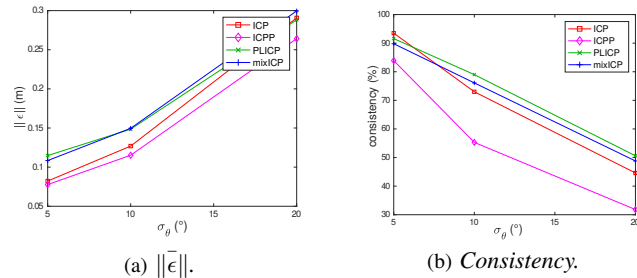 0.3
0.25
0.2
0.15
0.1
0.05
|| ϵ || (m)
5 10 15 20
σθ (°)
ICP
ICPP
PLICP
mixICP
(a) ‖ϵ̄‖.
100
90
80
70
60
50
40
30
consistency (%)
5 10 15 20
σθ (°)
ICP
ICPP
PLICP
mixICP
(b) Consistency.